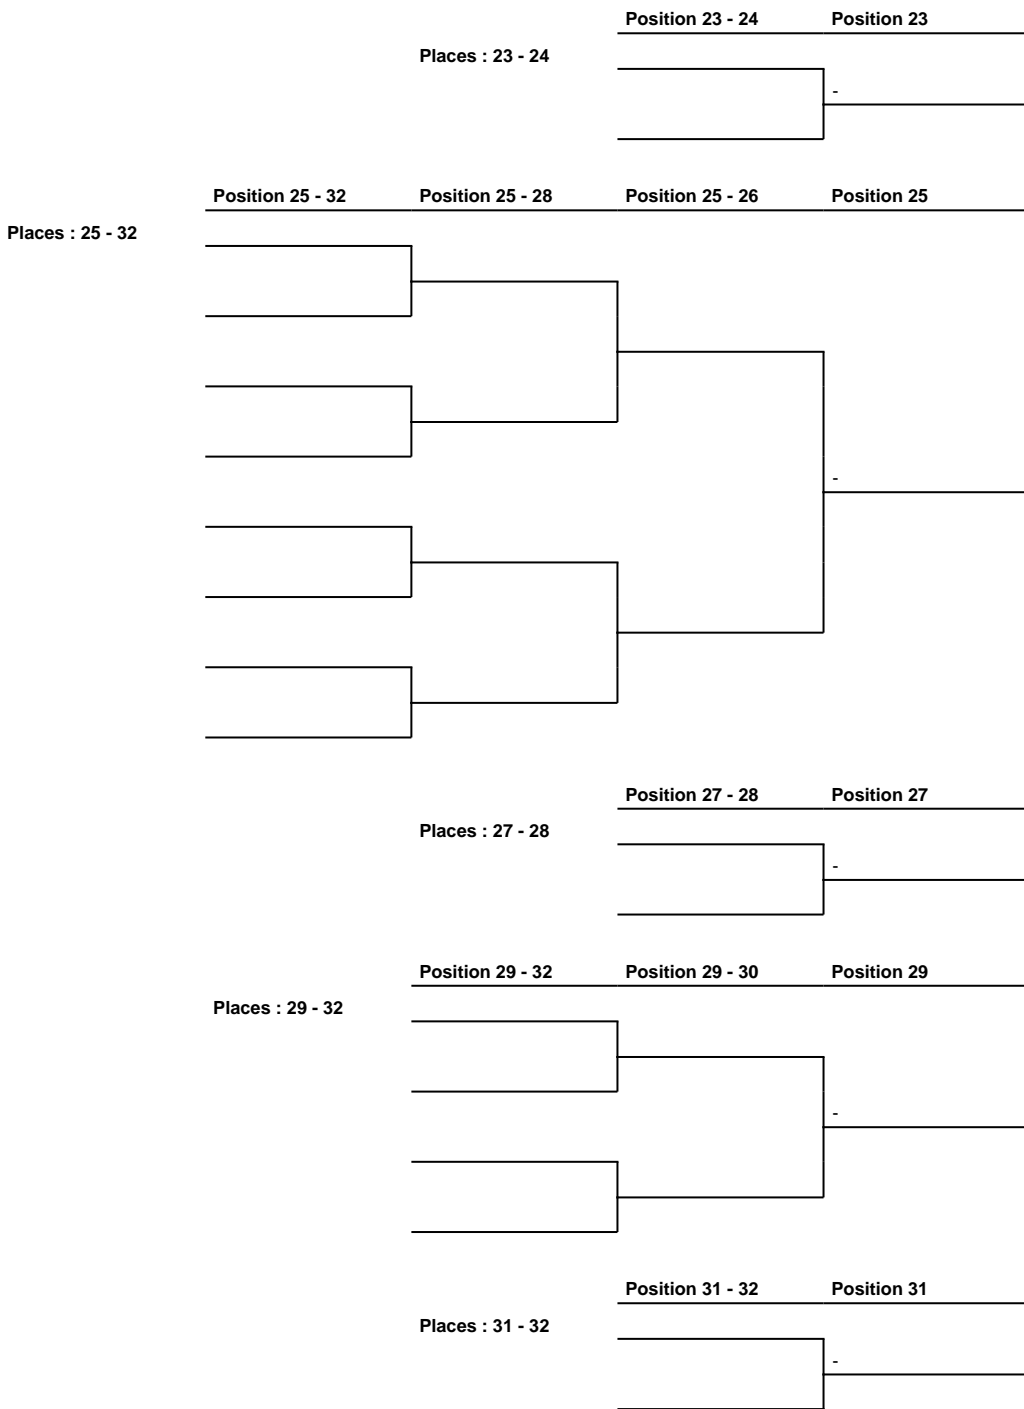 Position 23 - 24 Position 23
Places : 23 - 24
-
Position 25 - 32 Position 25 - 28 Position 25 - 26 Position 25
Places : 25 - 32
-
Position 27 - 28 Position 27
Places : 27 - 28
-
Position 29 - 32 Position 29 - 30 Position 29
Places : 29 - 32
-
Position 31 - 32 Position 31
Places : 31 - 32
-